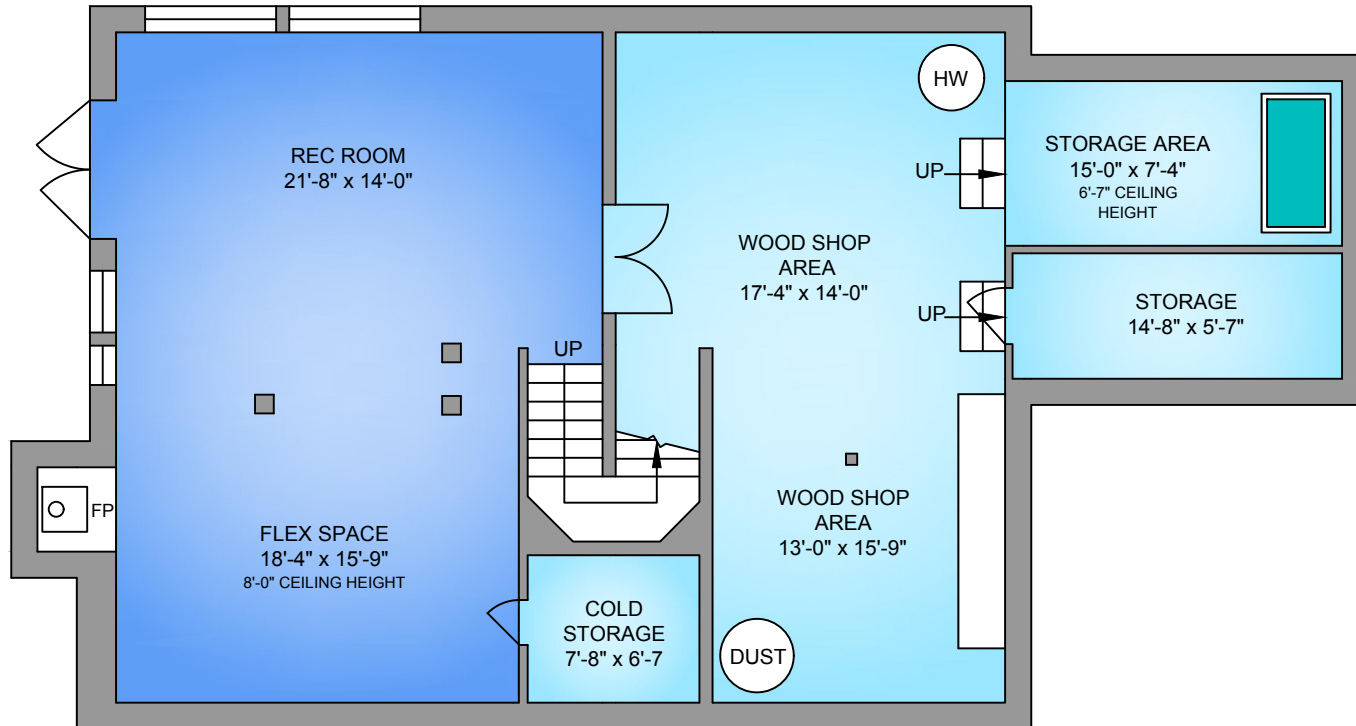 HW
REC ROOM
21'-8" x 14'-0"
STORAGE AREA
15'-0" x 7'-4"
6'-7" CEILING
HEIGHT
UP
WOOD SHOP
AREA
17'-4" x 14'-0"
UP
STORAGE
14'-8" x 5'-7"
UP
FP
WOOD SHOP
AREA
13'-0" x 15'-9"
FLEX SPACE
18'-4" x 15'-9"
8'-0" CEILING HEIGHT
COLD
STORAGE
7'-8" x 6'-7
DUST